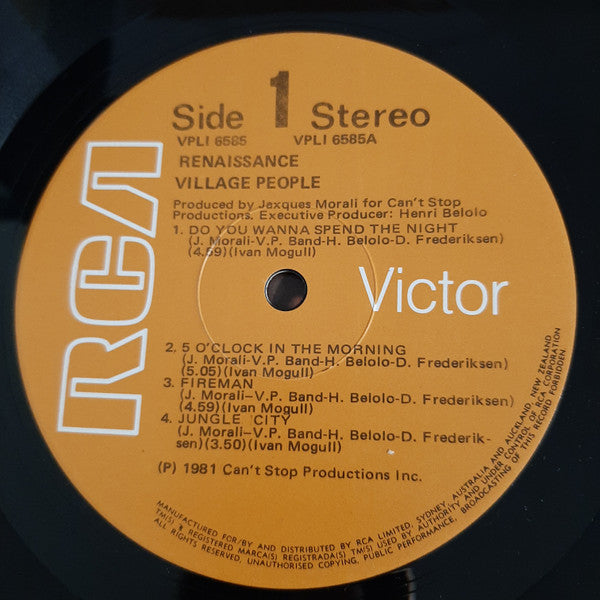 RCA
Side 1 Stereo
VPLI 6585 VPLI 6585A
RENAISSANCE
VILLAGE PEOPLE
Produced by Jaxques Morali for Can't Stop
Productions. Executive Producer: Henri Belolo
1. DO YOU WANNA SPEND THE NIGHT
(J. Morali-V.P. Band-H. Belolo-D. Frederiksen)
(4.59)(Ivan Mogull)
Victor
2. 5 O'CLOCK IN THE MORNING
(J. Morali-V.P. Band-H. Belolo-D. Frederiksen)
(5.05)(Ivan Mogull)
3. FIREMAN
(J. Morali-V.P. Band-H. Belolo-D. Frederiksen)
(4.59)(Ivan Mogull)
4. JUNGLE CITY
(J. Morali-V.P. Band-H. Belolo-D. Frederik-
sen)(3.50)(Ivan Mogull)
(P) 1981 Can't Stop Productions Inc.
MANUFACTURED FOR/BY AND DISTRIBUTED BY RCA LIMITED, SYDNEY, AUSTRALIA AND AUCKLAND, NEW ZEALAND
TM(S) & REGISTERED MARCA(S) REGISTRADA(S) TM(S) USED BY AUTHORITY AND UNDER CONTROL OF RCA CORPORATION
ALL RIGHTS RESERVED, UNAUTHORISED COPYING, PUBLIC PERFORMANCE, BROADCASTING OF THIS RECORD FORBIDDEN.